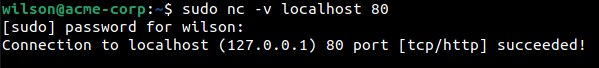 wilson@acme-corp:~$ sudo nc -v localhost 80
[sudo] password for wilson:
Connection to localhost (127.0.0.1) 80 port [tcp/http] succeeded!